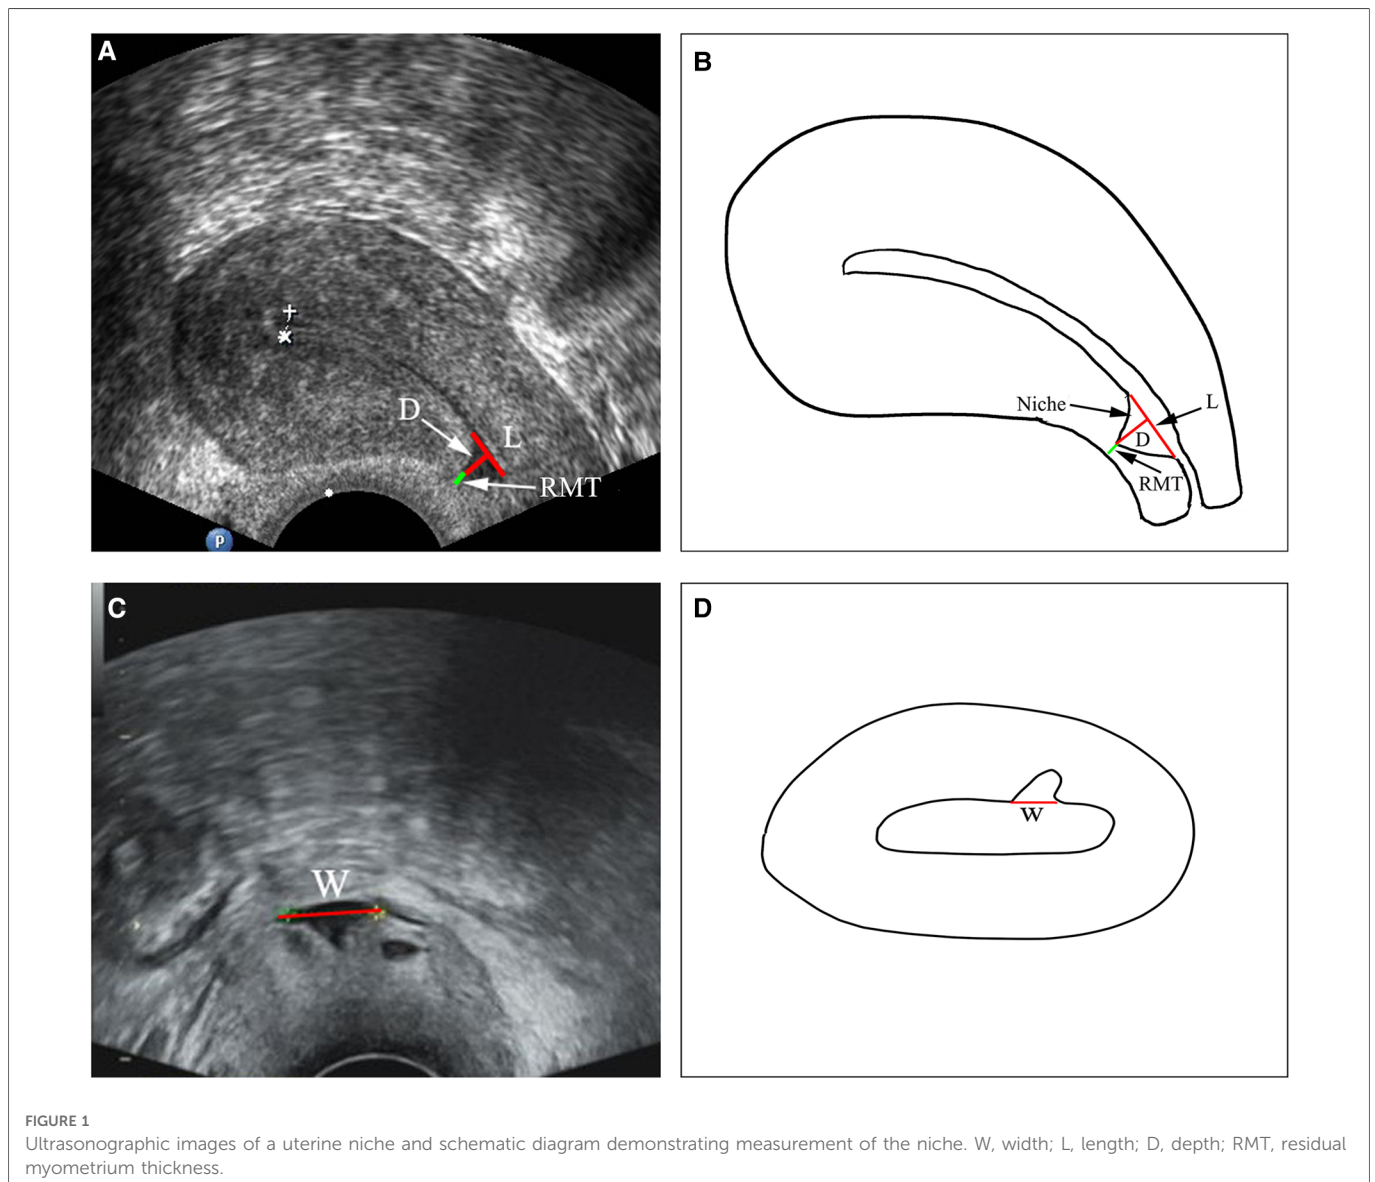 A
D
L
RMT
p
B
Niche
L
D
RMT
C
W
D
W
FIGURE 1
Ultrasonographic images of a uterine niche and schematic diagram demonstrating measurement of the niche. W, width; L, length; D, depth; RMT, residual
myometrium thickness.